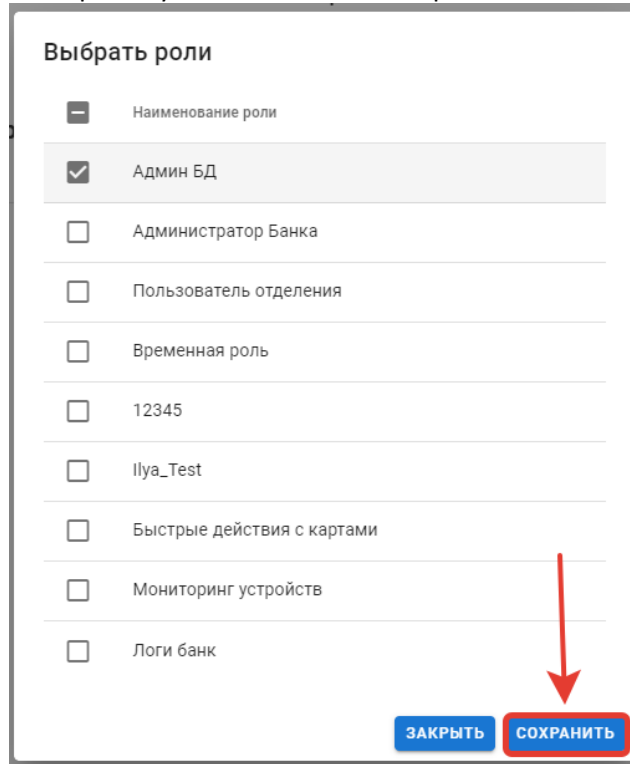 Выбрать роли
Наименование роли
Админ БД
Администратор Банка
Пользователь отделения
Временная роль
12345
Ilya_Test
Быстрые действия с картами
Мониторинг устройств
Логи банк
ЗАКРЫТЬ СОХРАНИТЬ